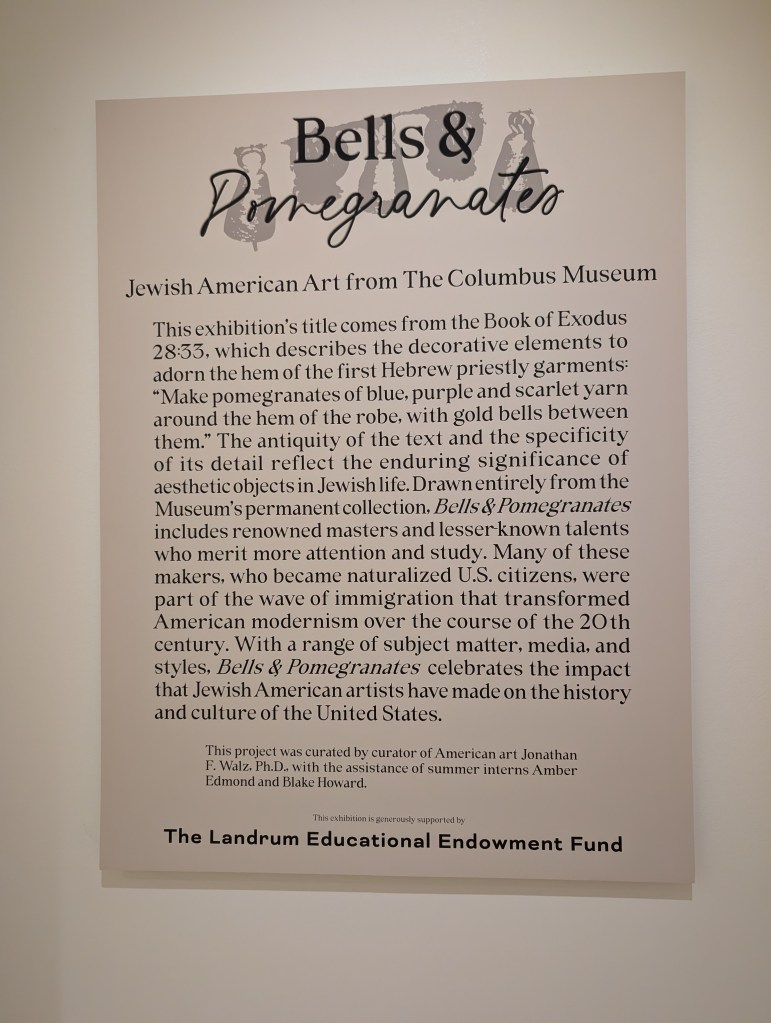 Bells &
Pomegranates
Jewish American Art from The Columbus Museum
This exhibition's title comes from the Book of Exodus
28:33, which describes the decorative elements to
adorn the hem of the first Hebrew priestly garments:
“Make pomegranates of blue, purple and scarlet yarn
around the hem of the robe, with gold bells between
them.” The antiquity of the text and the specificity
of its detail reflect the enduring significance of
aesthetic objects in Jewish life. Drawn entirely from the
Museum's permanent collection, Bells & Pomegranates
includes renowned masters and lesser-known talents
who merit more attention and study. Many of these
makers, who became naturalized U.S. citizens, were
part of the wave of immigration that transformed
American modernism over the course of the 20th
century. With a range of subject matter, media, and
styles, Bells & Pomegranates celebrates the impact
that Jewish American artists have made on the history
and culture of the United States.
This project was curated by curator of American art Jonathan
F. Walz, Ph.D., with the assistance of summer interns Amber
Edmond and Blake Howard.
This exhibition is generously supported by
The Landrum Educational Endowment Fund